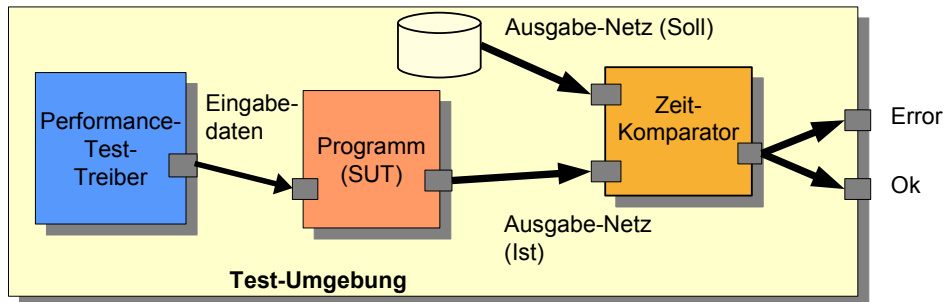 Ausgabe-Netz (Soll)
Performance-
Test-
Treiber
Eingabe-
daten
Programm
(SUT)
Zeit-
Komparator
Error
Ok
Ausgabe-Netz
(Ist)
Test-Umgebung